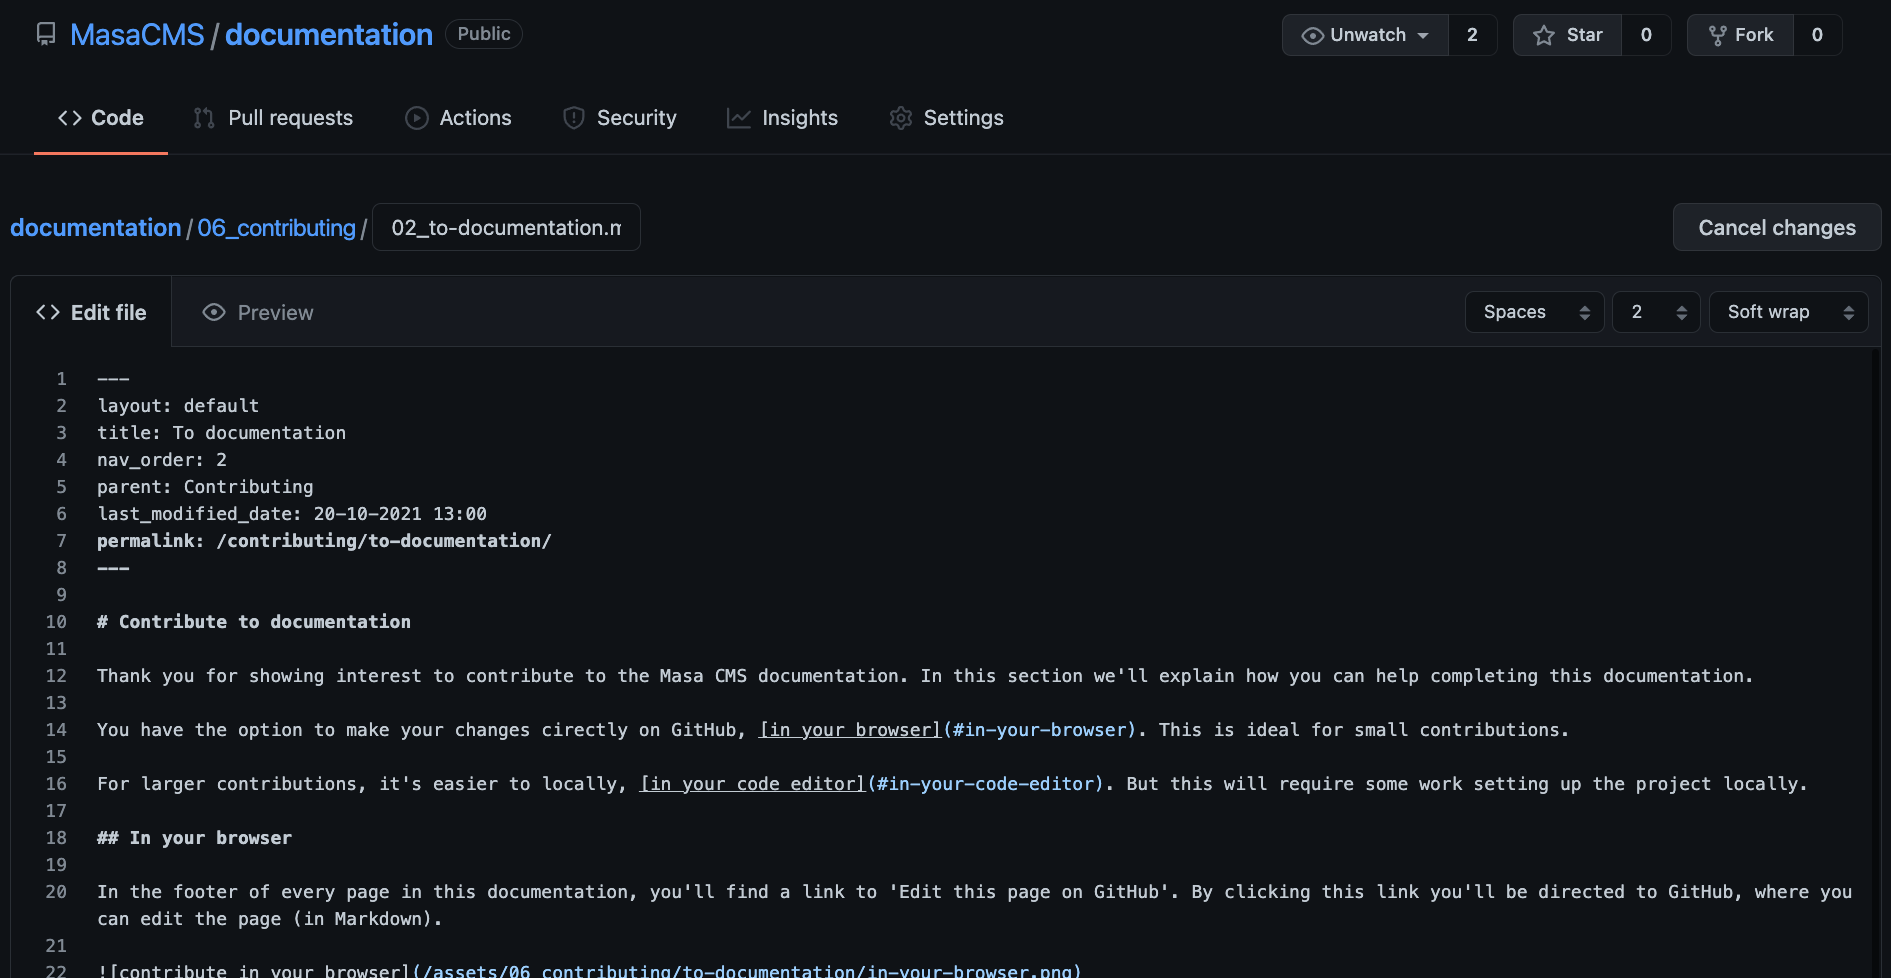 MasaCMS / documentation Public Unwatch 2 Star 0 Fork 0
<> Code Pull requests Actions Security Insights Settings
documentation / 06_contributing / 02_to-documentation.m Cancel changes
<> Edit file Preview Spaces 2 Soft wrap
1 ---
2 layout: default
3 title: To documentation
4 nav_order: 2
5 parent: Contributing
6 last_modified_date: 20-10-2021 13:00
7 permalink: /contributing/to-documentation/
8 ---
9
10 # Contribute to documentation
11
12 Thank you for showing interest to contribute to the Masa CMS documentation. In this section we'll explain how you can help completing this documentation.
13
14 You have the option to make your changes cirectly on GitHub, [in your browser](#in-your-browser). This is ideal for small contributions.
15
16 For larger contributions, it's easier to locally, [in your code editor](#in-your-code-editor). But this will require some work setting up the project locally.
17
18 ## In your browser
19
20 In the footer of every page in this documentation, you'll find a link to 'Edit this page on GitHub'. By clicking this link you'll be directed to GitHub, where you
can edit the page (in Markdown).
21
22 ![contribute in your browser](/assets/06_contributing/to-documentation/in-your-browser.png)